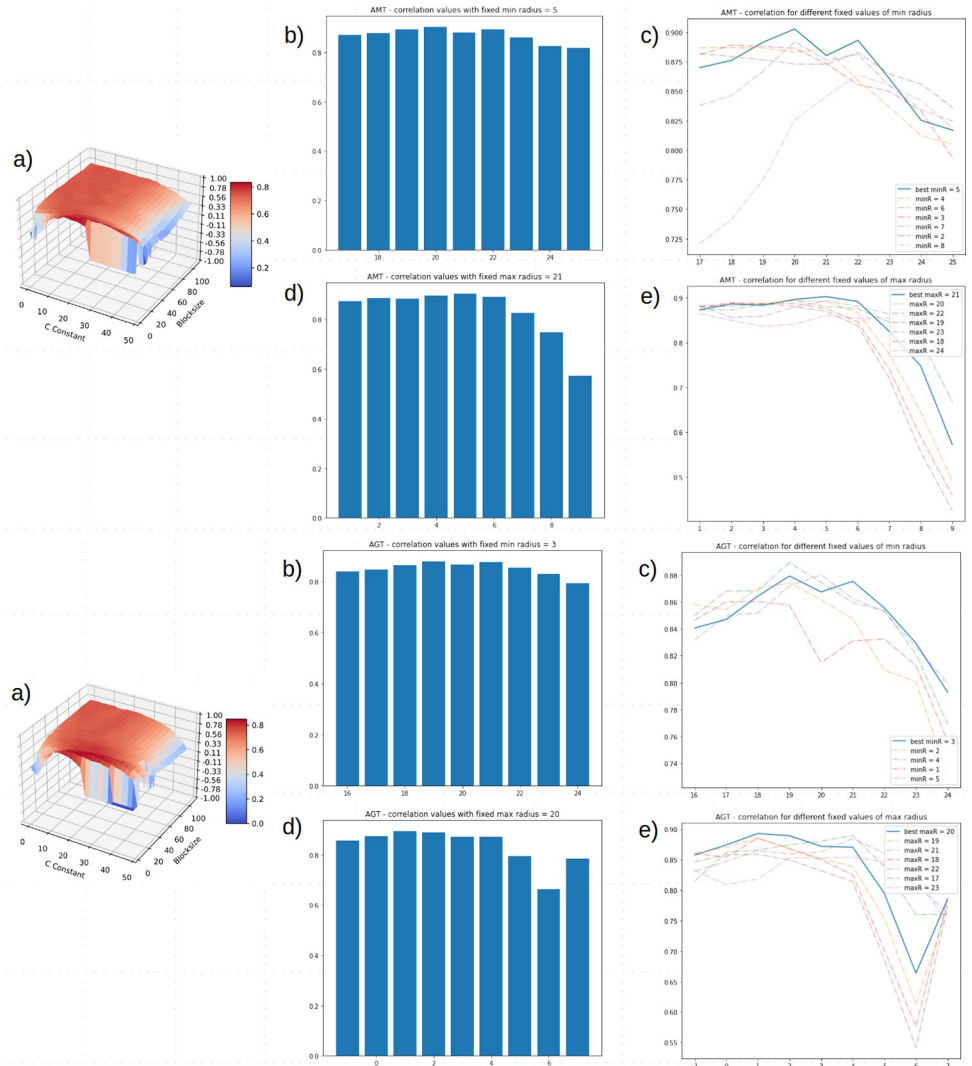 a)
1.00
0.78
0.56
0.33
0.11
-0.11
-0.33
-0.56
-0.78
-1.00
0.8
0.6
0.4
0.2
0 10 20 30 40 50
C Constant
0 20 40 60 80 100
Blocksize
b)
AMT - correlation values with fixed min radius = 5
0.8
0.6
0.4
0.2
0.0
18 20 22 24
c)
AMT - correlation for different fixed values of min radius
0.900
0.875
0.850
0.825
0.800
0.775
0.750
0.725
17 18 19 20 21 22 23 24 25
best minR = 5
minR = 4
minR = 6
minR = 3
minR = 7
minR = 2
minR = 8
d)
AMT - correlation values with fixed max radius = 21
0.8
0.6
0.4
0.2
0.0
2 4 6 8
e)
AMT - correlation for different fixed values of max radius
0.9
0.8
0.7
0.6
0.5
1 2 3 4 5 6 7 8 9
best maxR = 21
maxR = 20
maxR = 22
maxR = 19
maxR = 23
maxR = 18
maxR = 24
a)
1.00
0.78
0.56
0.33
0.11
-0.11
-0.33
-0.56
-0.78
-1.00
0.8
0.6
0.4
0.2
0.0
0 10 20 30 40 50
C Constant
0 20 40 60 80 100
Blocksize
b)
AGT - correlation values with fixed min radius = 3
0.8
0.6
0.4
0.2
0.0
16 18 20 22 24
c)
AGT - correlation for different fixed values of min radius
0.88
0.86
0.84
0.82
0.80
0.78
0.76
0.74
16 17 18 19 20 21 22 23 24
best minR = 3
minR = 2
minR = 4
minR = 1
minR = 5
d)
AGT - correlation values with fixed max radius = 20
0.8
0.6
0.4
0.2
0.0
0 2 4 6
e)
AGT - correlation for different fixed values of max radius
0.90
0.85
0.80
0.75
0.70
0.65
0.60
0.55
-1 0 1 2 3 4 5 6 7
best maxR = 20
maxR = 19
maxR = 21
maxR = 18
maxR = 22
maxR = 17
maxR = 23